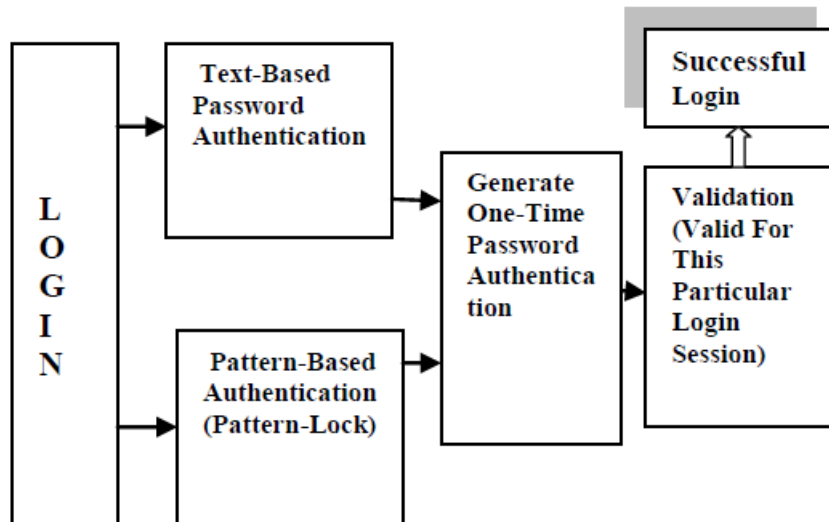 L
O
G
I
N
Text-Based
Password
Authentication
Pattern-Based
Authentication
(Pattern-Lock)
Generate
One-Time
Password
Authentica
tion
Validation
(Valid For
This
Particular
Login
Session)
Successful
Login